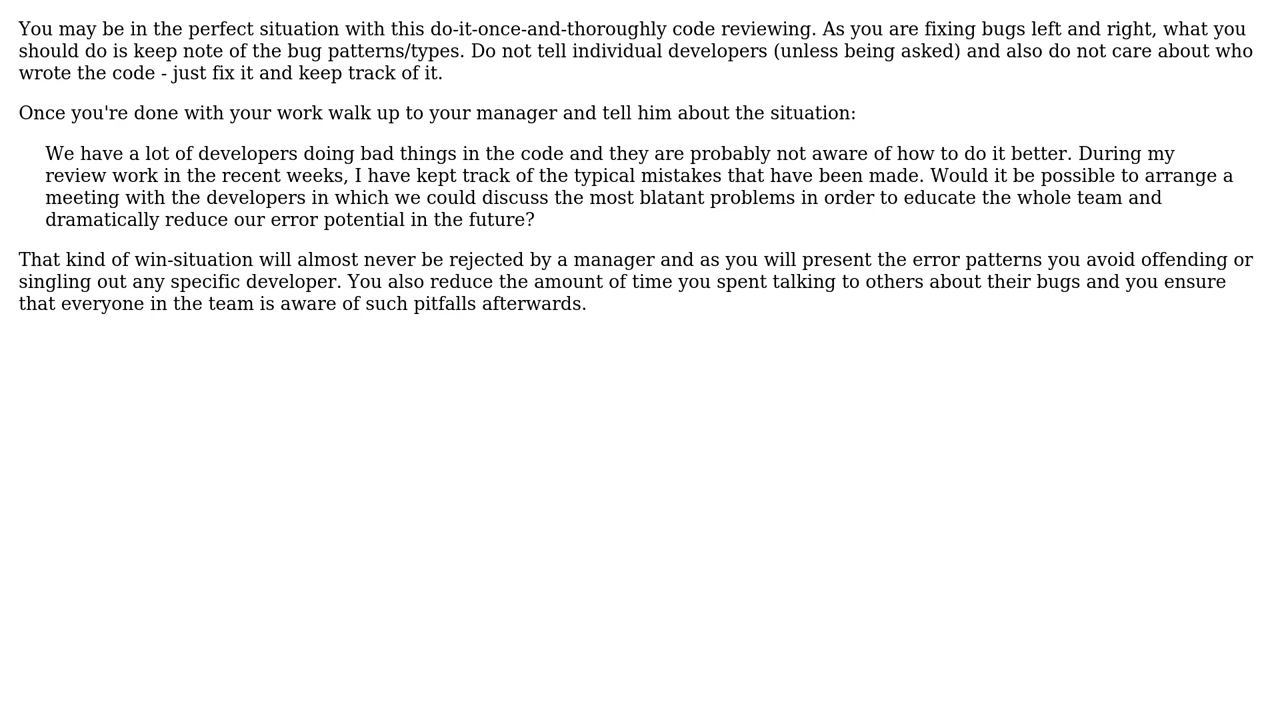 You may be in the perfect situation with this do-it-once-and-thoroughly code reviewing. As you are fixing bugs left and right, what you
should do is keep note of the bug patterns/types. Do not tell individual developers (unless being asked) and also do not care about who
wrote the code - just fix it and keep track of it.
Once you're done with your work walk up to your manager and tell him about the situation:
We have a lot of developers doing bad things in the code and they are probably not aware of how to do it better. During my
review work in the recent weeks, I have kept track of the typical mistakes that have been made. Would it be possible to arrange a
meeting with the developers in which we could discuss the most blatant problems in order to educate the whole team and
dramatically reduce our error potential in the future?
That kind of win-situation will almost never be rejected by a manager and as you will present the error patterns you avoid offending or
singling out any specific developer. You also reduce the amount of time you spent talking to others about their bugs and you ensure
that everyone in the team is aware of such pitfalls afterwards.